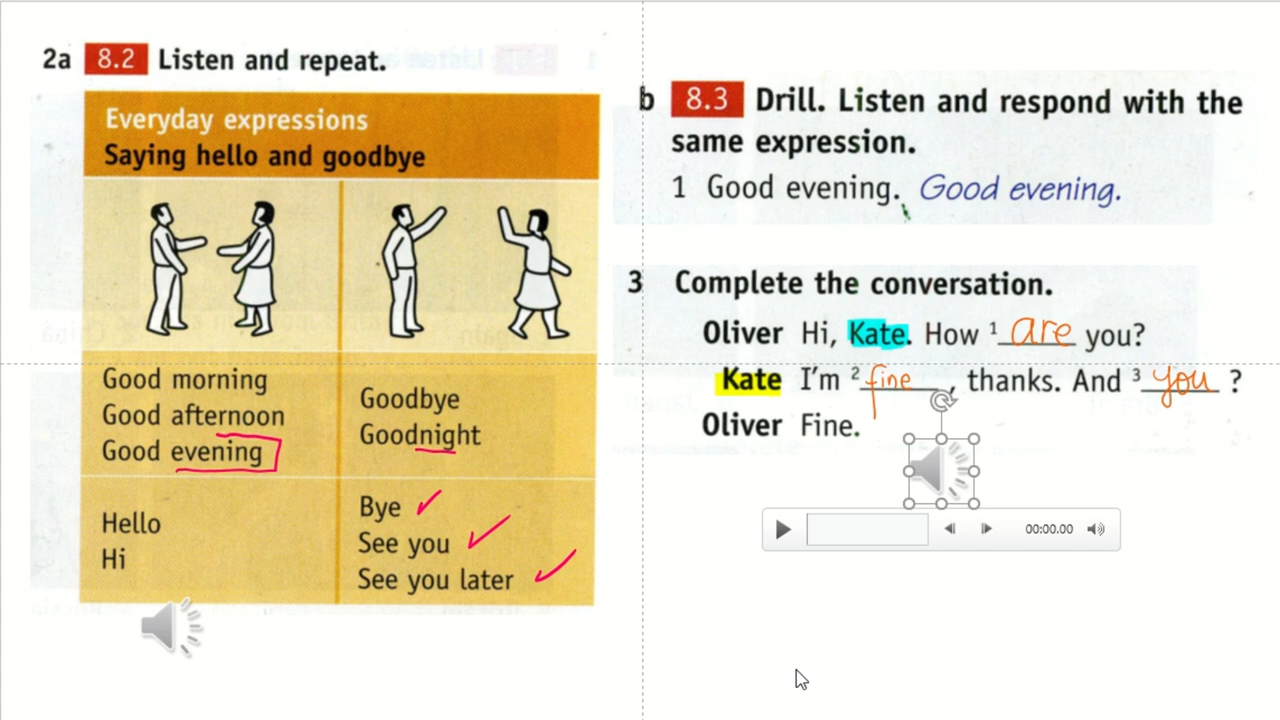 2a 8.2 Listen and repeat.
Everyday expressions
Saying hello and goodbye
Good morning
Good afternoon
Good evening
Goodbye
Goodnight
Hello
Hi
Bye
See you
See you later
b 8.3 Drill. Listen and respond with the
same expression.
1 Good evening. Good evening.
3 Complete the conversation.
Oliver Hi, Kate. How 1 are you?
Kate I'm 2 fine, thanks. And 3 you ?
Oliver Fine.
00:00.00